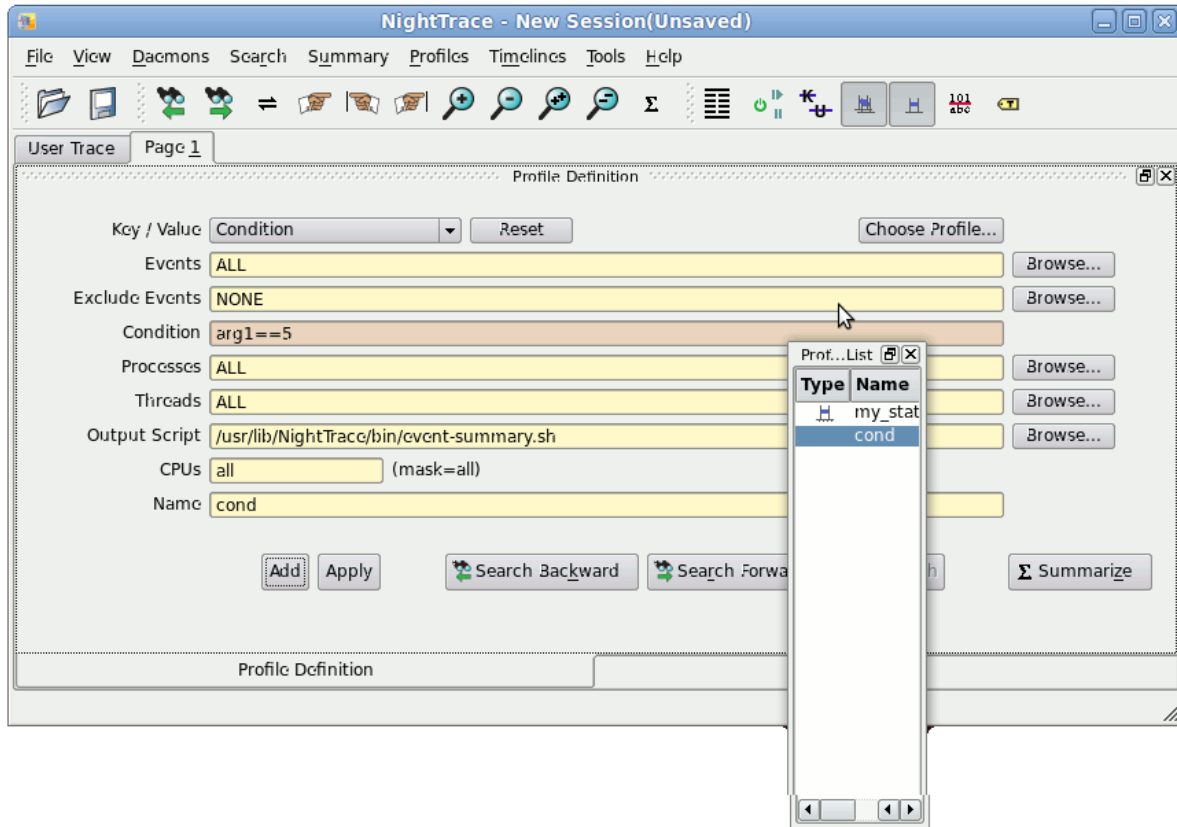 NightTrace - New Session(Unsaved)
File View Daemons Search Summary Profiles Timelines Tools Help
Σ K U 101 abc T
User Trace Page 1
Profile Definition
Key / Value Condition Reset Choose Profile...
Events ALL Browse...
Exclude Events NONE Browse...
Condition arg1==5
Prof...List
Processes ALL Browse...
Type Name
Threads ALL Browse...
my_stat
Output Script /usr/lib/NightTrace/bin/event-summary.sh Browse...
cond
CPUs all (mask=all)
Name cond
Add Apply Search Backward Search Forwa h Σ Summarize
Profile Definition